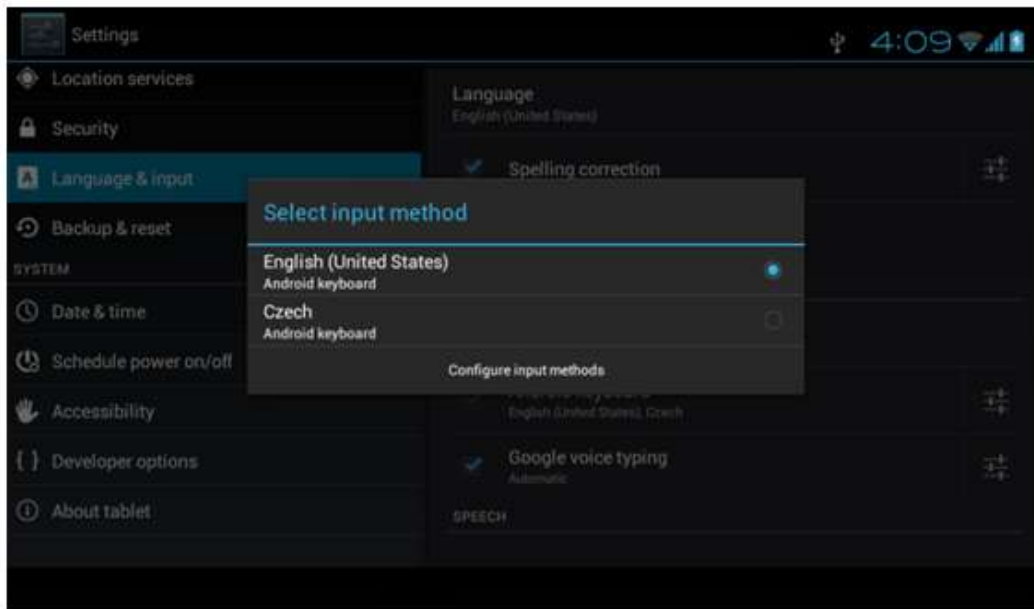 Settings
4:09
Location services
Security
Language & input
Backup & reset
SYSTEM
Date & time
Schedule power on/off
Accessibility
{ } Developer options
About tablet
Language
English (United States)
Spelling correction
Select input method
English (United States)
Android keyboard
Czech
Android keyboard
Configure input methods
English (United States), Czech
Google voice typing
Automatic
SPEECH